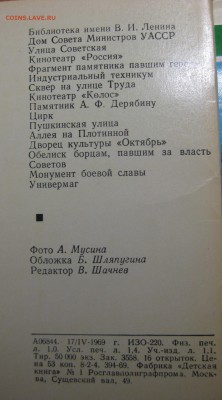 COINS.LAVE.RU
Библиотека имени В. И. Ленина
Дом Совета Министров УАССР
Улица Советская
Кинотеатр «Россия»
Фрагмент памятника павшим
Индустриальный техникум
Сквер на улице Труда
Кинотеатр «Колос»
Памятник А. Ф. Дерябину
Цирк
Пушкинская улица
Аллея на Плотинной
Дворец культуры «Октябрь»
Обелиск борцам, павшим за власть
Советов
Монумент боевой славы
Универмаг
Фото А. Мусина
Обложка Б. Шляпугина
Редактор В. Шачнев
А06844. 17/IV-1969 г. ИЗО-220. Физ. печ.
л. 1,0. Усл. печ. л. 1,4. Уч.-изд. л. 1,1.
Тир. 50 000 экз. Зак. 3558. 16 открыток. Це-
на 53 коп. 8-2-4. 394-69. Фабрика «Детская
книга» № 1 Росглавполиграфпрома. Моск-
ва, Сущевский вал, 49.